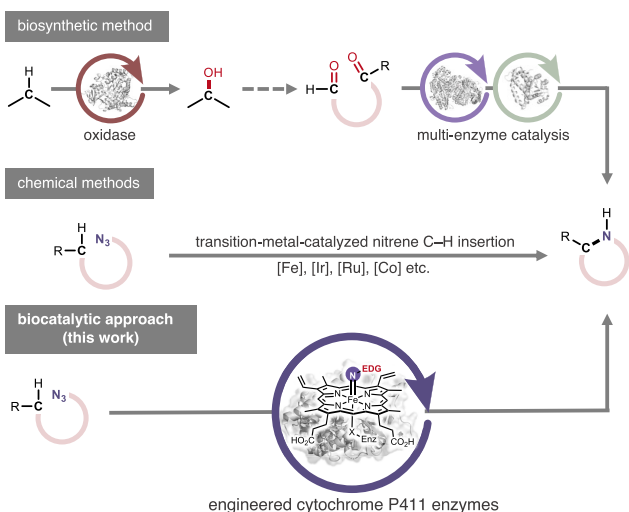 biosynthetic method
H
C
OH
C
O
H C
O
C R
oxidase
multi-enzyme catalysis
chemical methods
H
R C N3
transition-metal-catalyzed nitrene C–H insertion
[Fe], [Ir], [Ru], [Co] etc.
H
R C N
biocatalytic approach
(this work)
H
R C N3
N EDG
N N
Fe
N N
X
Enz
HO2C CO2H
engineered cytochrome P411 enzymes